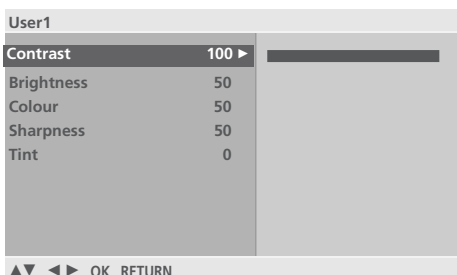 User1
Contrast 100 ►
Brightness 50
Colour 50
Sharpness 50
Tint 0
▲▼ ◄ ► OK RETURN